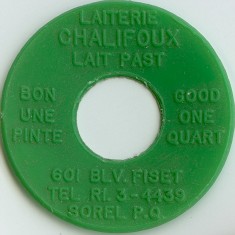 LAITERIE
CHALIFOUX
LAIT PAST
BON GOOD
UNE ONE
PINTE QUART
601 BLV. FISET
TEL. RI. 3-4439
SOREL P.Q.